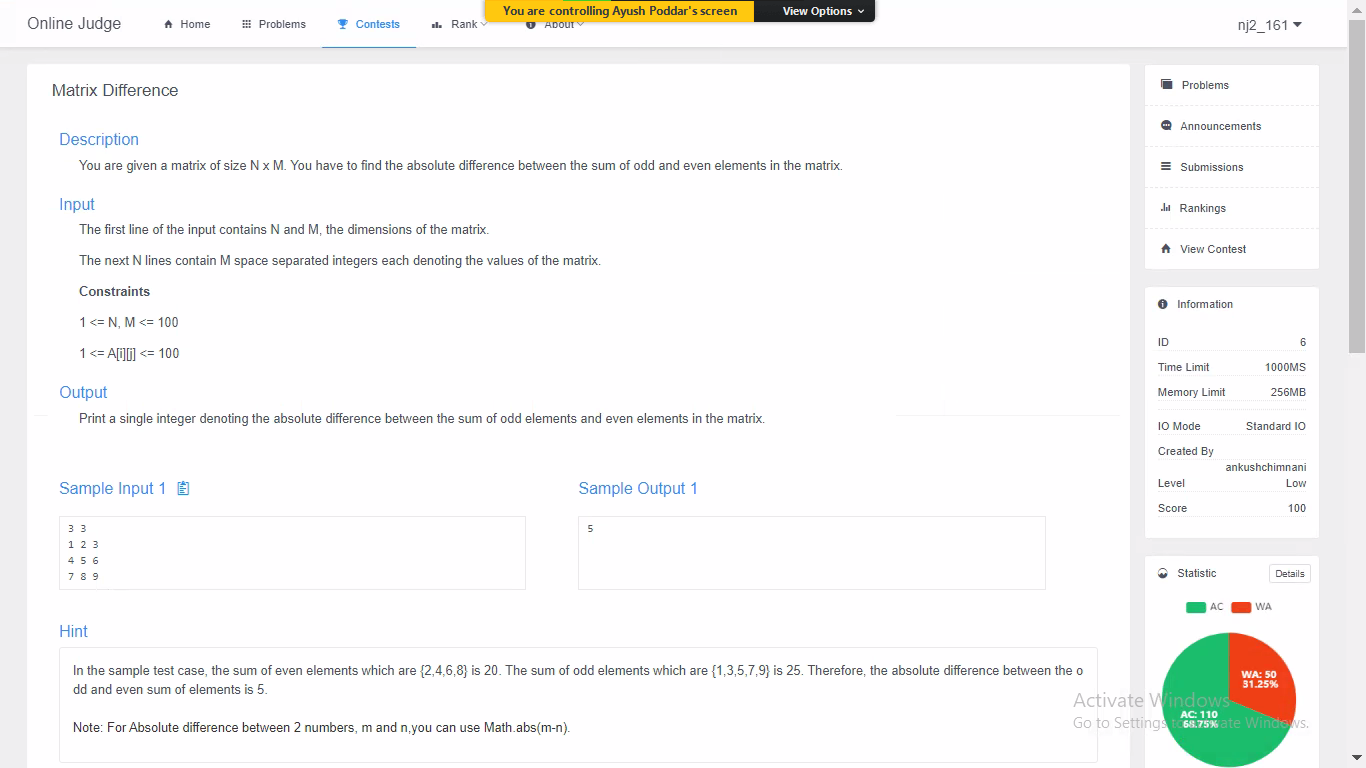 Online Judge
Home
Problems
Contests
Rank
About
You are controlling Ayush Poddar's screen
View Options
nj2_161
Matrix Difference
Description
You are given a matrix of size N x M. You have to find the absolute difference between the sum of odd and even elements in the matrix.
Input
The first line of the input contains N and M, the dimensions of the matrix.
The next N lines contain M space separated integers each denoting the values of the matrix.
Constraints
1 <= N, M <= 100
1 <= A[i][j] <= 100
Output
Print a single integer denoting the absolute difference between the sum of odd elements and even elements in the matrix.
Sample Input 1
3 3
1 2 3
4 5 6
7 8 9
Sample Output 1
5
Hint
In the sample test case, the sum of even elements which are {2,4,6,8} is 20. The sum of odd elements which are {1,3,5,7,9} is 25. Therefore, the absolute difference between the o
dd and even sum of elements is 5.
Note: For Absolute difference between 2 numbers, m and n,you can use Math.abs(m-n).
Problems
Announcements
Submissions
Rankings
View Contest
Information
ID 6
Time Limit 1000MS
Memory Limit 256MB
IO Mode Standard IO
Created By
ankushchimnani
Level Low
Score 100
Statistic
Details
AC WA
WA: 50
31.25%
AC: 110
68.75%
Activate Windows
Go to Settings to activate Windows.